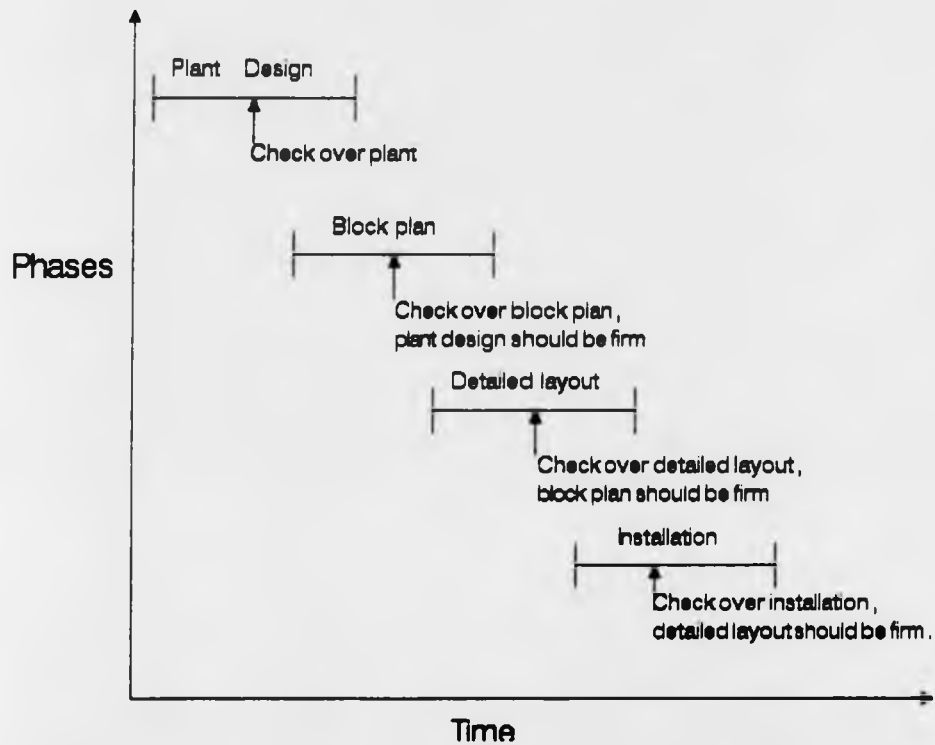 Plant Design
Check over plant
Block plan
Phases
Check over block plan,
plant design should be firm
Detailed layout
Check over detailed layout,
block plan should be firm
Installation
Check over installation,
detailed layout should be firm.
Time